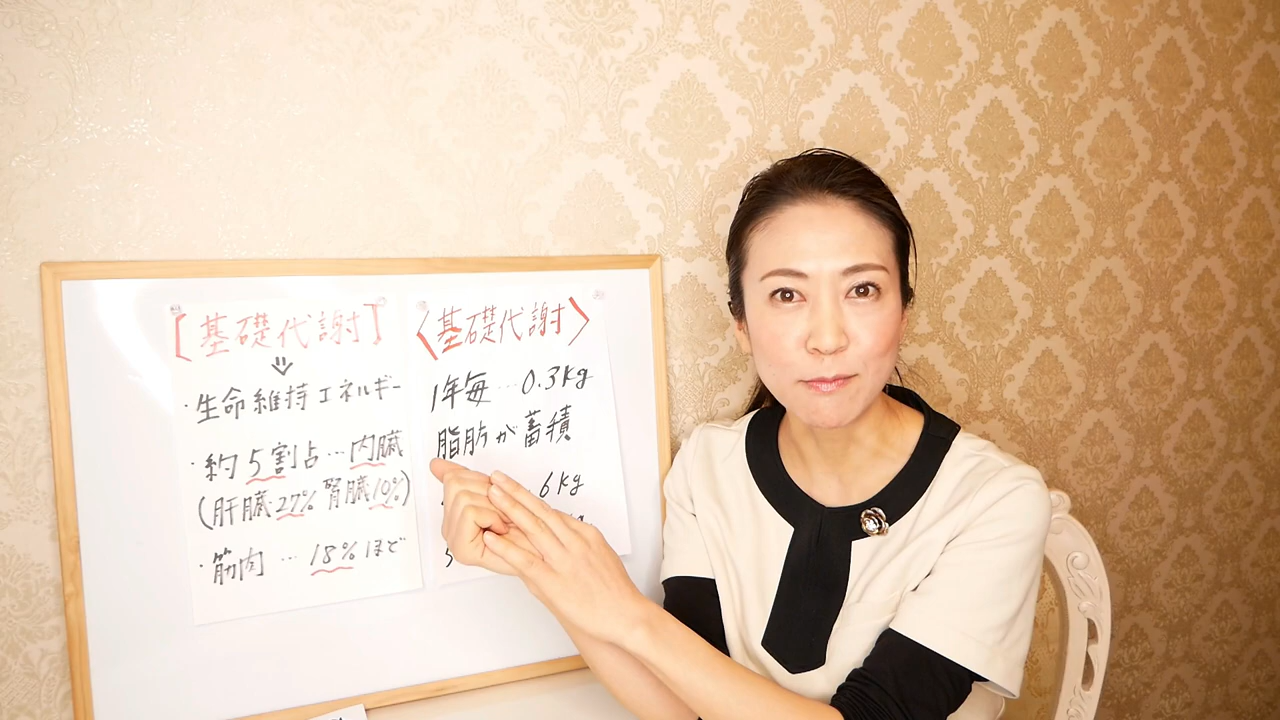 [基礎代謝]
⇓
・生命維持エネルギー
・約5割占…内臓
(肝臓27% 腎臓10%)
・筋肉…18%ほど
〈基礎代謝〉
1年毎…0.3kg
脂肪が蓄積
6kg
5